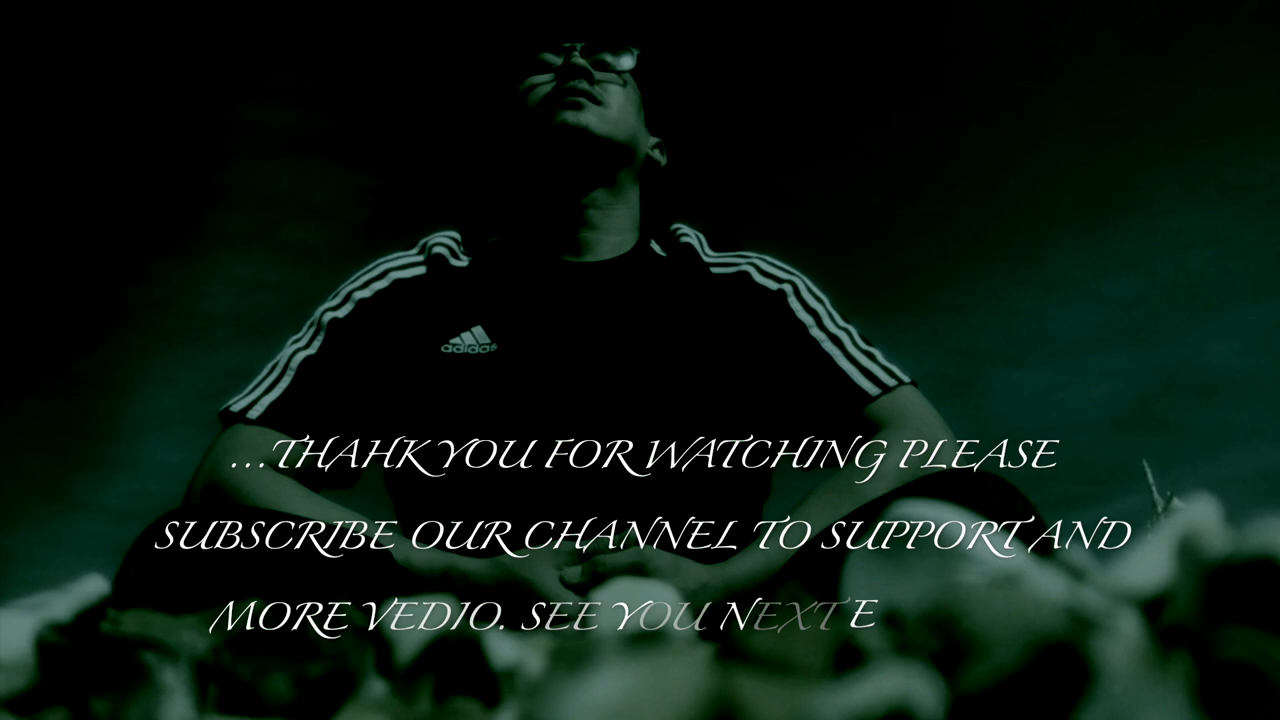 adidas
...THAHK YOU FOR WATCHING PLEASE
SUBSCRIBE OUR CHANNEL TO SUPPORT AND
MORE VEDIO. SEE YOU NEXT E